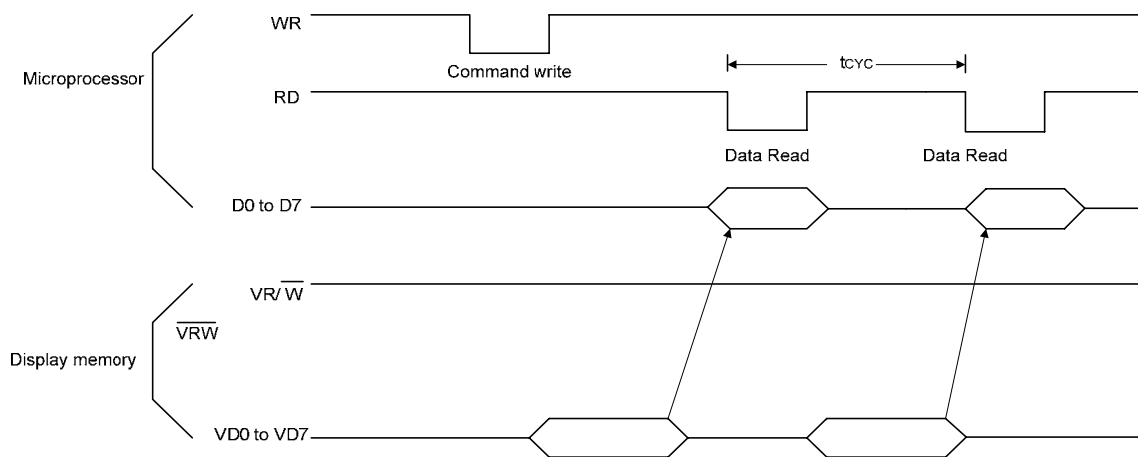 WR
Command write
tCYC
Microprocessor
RD
Data Read Data Read
D0 to D7
VR/ W̅
V̅R̅W̅
Display memory
VD0 to VD7